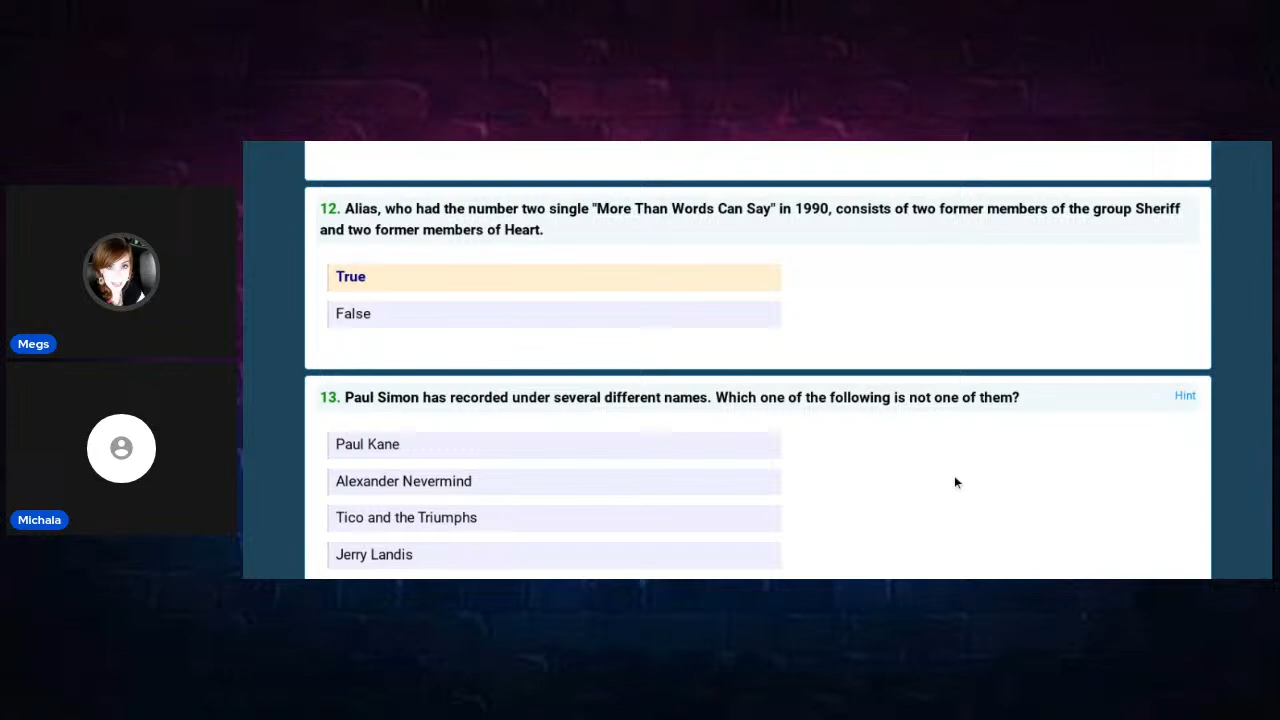 12. Alias, who had the number two single "More Than Words Can Say" in 1990, consists of two former members of the group Sheriff
and two former members of Heart.
True
False
13. Paul Simon has recorded under several different names. Which one of the following is not one of them?
Hint
Paul Kane
Alexander Nevermind
Tico and the Triumphs
Jerry Landis
Megs
Michala